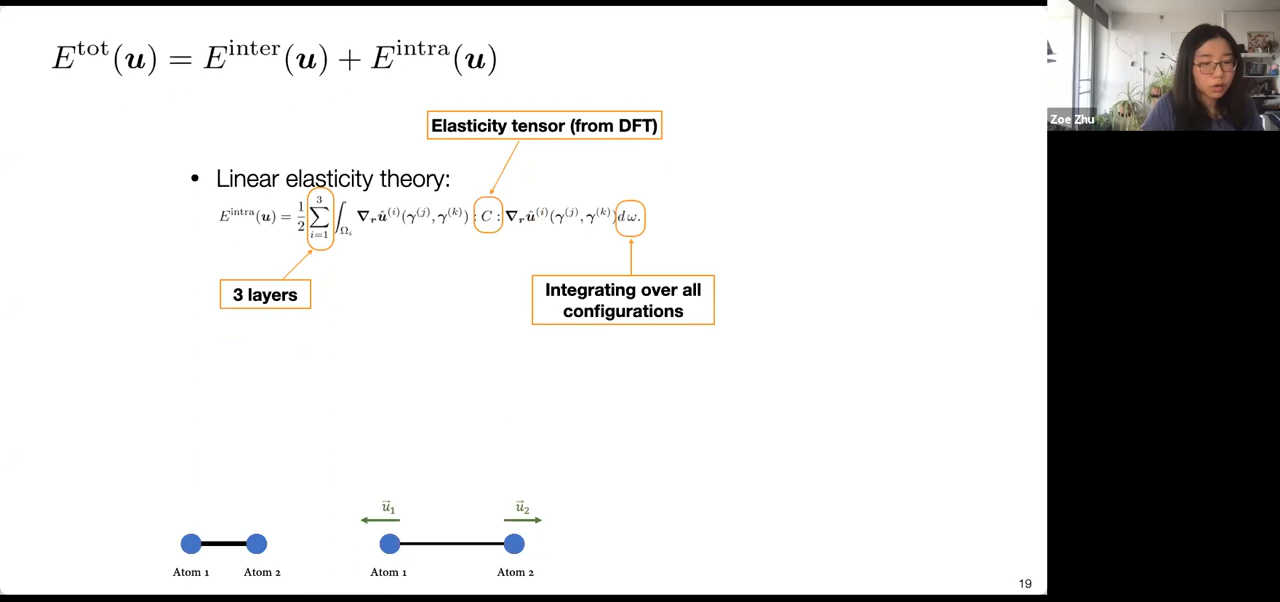 E^tot(u) = E^inter(u) + E^intra(u)
Elasticity tensor (from DFT)
• Linear elasticity theory:
E^intra(u) = 1/2 ∑_{i=1}^{3} ∫_{Ω_i} ∇_r û^(i)(γ^(j), γ^(k)) : C : ∇_r û^(i)(γ^(j), γ^(k)) dω.
3 layers
Integrating over all
configurations
u⃗₁
u⃗₂
Atom 1
Atom 2
Atom 1
Atom 2
19
Zoe Zhu